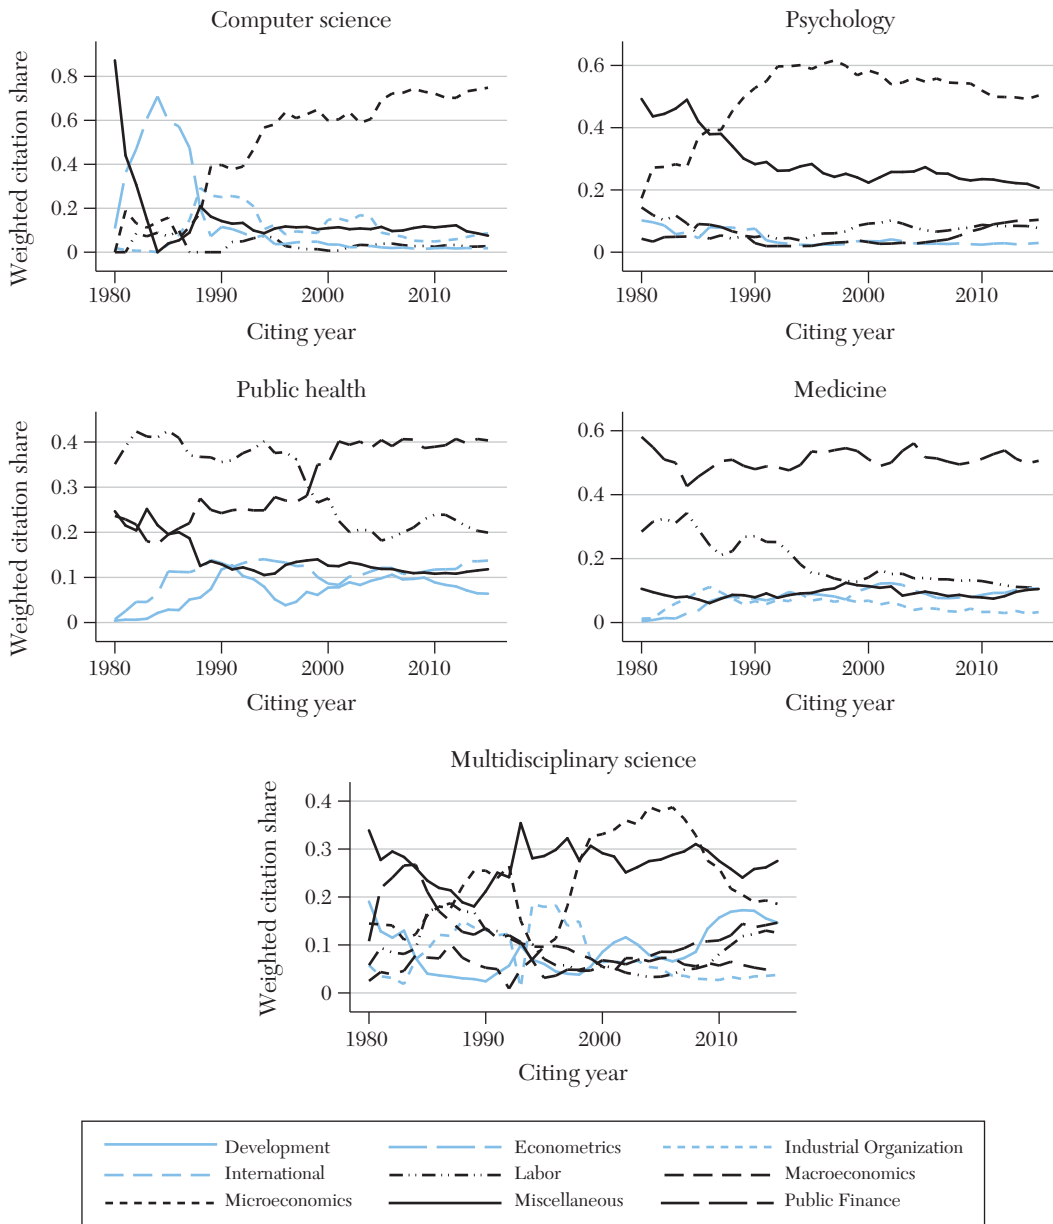 Computer science
Weighted citation share
0.8
0.6
0.4
0.2
0
1980 1990 2000 2010
Citing year
Psychology
0.6
0.4
0.2
0
1980 1990 2000 2010
Citing year
Public health
Weighted citation share
0.4
0.3
0.2
0.1
0
1980 1990 2000 2010
Citing year
Medicine
0.6
0.4
0.2
0
1980 1990 2000 2010
Citing year
Multidisciplinary science
Weighted citation share
0.4
0.3
0.2
0.1
0
1980 1990 2000 2010
Citing year
Development Econometrics Industrial Organization
International Labor Macroeconomics
Microeconomics Miscellaneous Public Finance